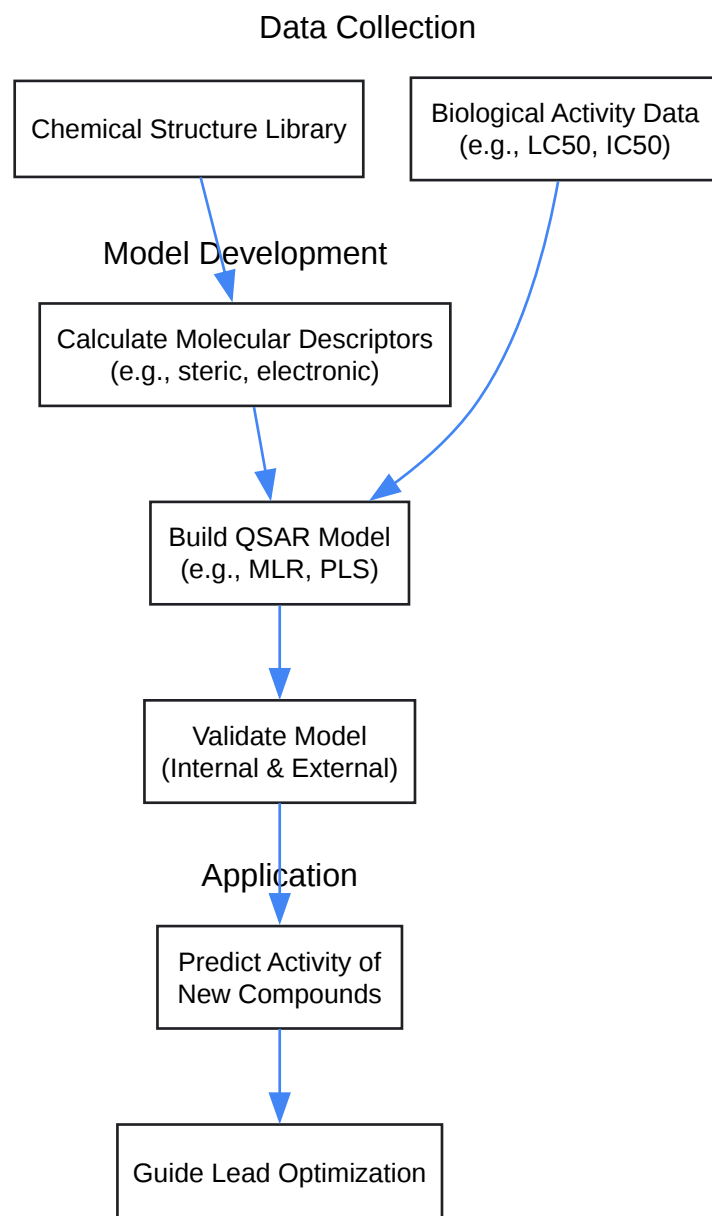 Data Collection
Chemical Structure Library
Biological Activity Data
(e.g., LC50, IC50)
Model Development
Calculate Molecular Descriptors
(e.g., steric, electronic)
Build QSAR Model
(e.g., MLR, PLS)
Validate Model
(Internal & External)
Application
Predict Activity of
New Compounds
Guide Lead Optimization